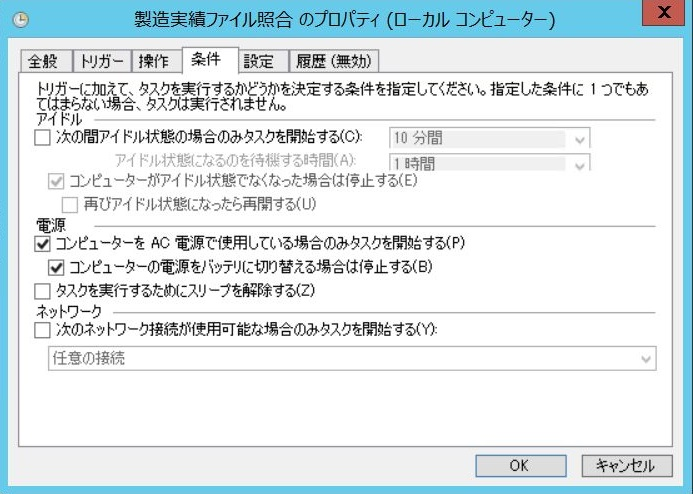 製造実績ファイル照合 のプロパティ (ローカル コンピューター)
x
全般 トリガー 操作 条件 設定 履歴 (無効)
トリガーに加えて、タスクを実行するかどうかを決定する条件を指定してください。指定した条件に 1 つでもあ
てはまらない場合、タスクは実行されません。
アイドル
次の間アイドル状態の場合のみタスクを開始する(C): 10 分間
アイドル状態になるのを待機する時間(A): 1 時間
コンピューターがアイドル状態でなくなった場合は停止する(E)
再びアイドル状態になったら再開する(U)
電源
コンピューターを AC 電源で使用している場合のみタスクを開始する(P)
コンピューターの電源をバッテリに切り替える場合は停止する(B)
タスクを実行するためにスリープを解除する(Z)
ネットワーク
次のネットワーク接続が使用可能な場合のみタスクを開始する(Y):
任意の接続
OK キャンセル